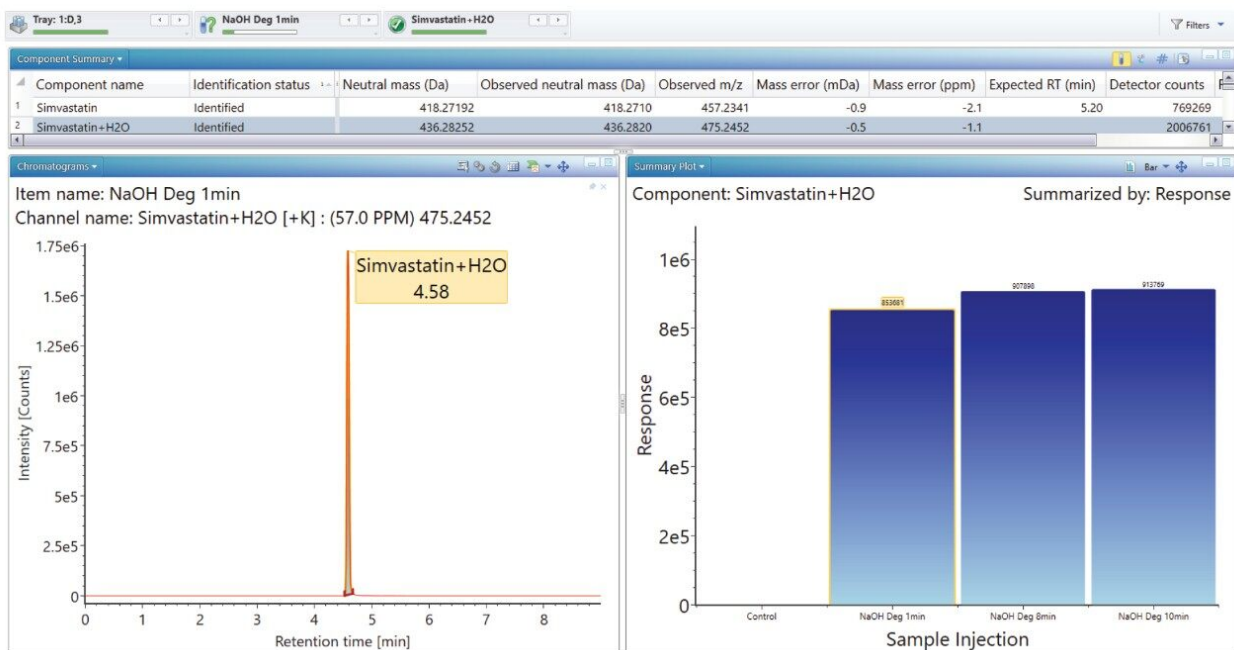 Tray: 1:D,3
NaOH Deg 1min
Simvastatin+H2O
Filters
Component Summary
Component name Identification status 1 Neutral mass (Da) Observed neutral mass (Da) Observed m/z Mass error (mDa) Mass error (ppm) Expected RT (min) Detector counts
1 Simvastatin Identified 418.27192 418.2710 457.2341 -0.9 -2.1 5.20 769269
2 Simvastatin+H2O Identified 436.28252 436.2820 475.2452 -0.5 -1.1 2006761
Chromatograms
Item name: NaOH Deg 1min
Channel name: Simvastatin+H2O [+K] : (57.0 PPM) 475.2452
1.75e6
1.5e6
1.25e6
1e6
7.5e5
5e5
2.5e5
0
Intensity [Counts]
Simvastatin+H2O
4.58
0 1 2 3 4 5 6 7 8
Retention time [min]
Summary Plot
Bar
Component: Simvastatin+H2O Summarized by: Response
1e6
8e5
6e5
4e5
2e5
0
Response
853681
907898
913769
Control NaOH Deg 1min NaOH Deg 8min NaOH Deg 10min
Sample Injection